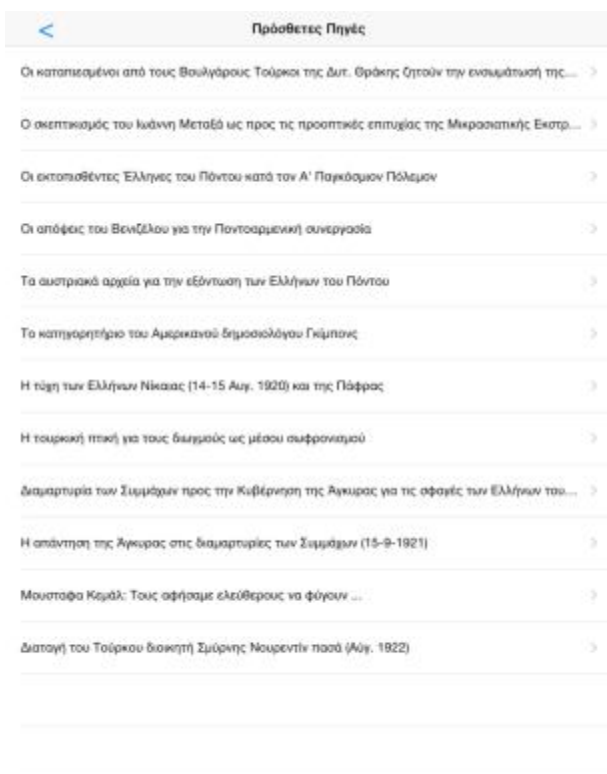 <
Πρόσθετες Πηγές
Οι καταπιεσμένοι από τους Βουλγάρους Τούρκοι της Δυτ. Θράκης ζητούν την ενσωμάτωσή της...
Ο σκεπτικισμός του Ιωάννη Μεταξά ως προς τις προοπτικές επιτυχίας της Μικρασιατικής Εκστρ...
Οι εκτοπισθέντες Έλληνες του Πόντου κατά τον Α' Παγκόσμιον Πόλεμον
Οι απόψεις του Βενιζέλου για την Ποντοαρμενική συνεργασία
Τα αυστριακά αρχεία για την εξόντωση των Ελλήνων του Πόντου
Το κατηγορητήριο του Αμερικανού δημοσιολόγου Γκίμπονς
Η τύχη των Ελλήνων Νίκαιας (14-15 Αυγ. 1920) και της Πάφρας
Η τουρκική πτική για τους διωγμούς ως μέσου σωφρονισμού
Διαμαρτυρία των Συμμάχων προς την Κυβέρνηση της Άγκυρας για τις σφαγές των Ελλήνων του...
Η απάντηση της Άγκυρας στις διαμαρτυρίες των Συμμάχων (15-9-1921)
Μουσταφα Κεμάλ: Τους αφήσαμε ελεύθερους να φύγουν ...
Διαταγή του Τούρκου διοικητή Σμύρνης Νουρεντίν πασά (Αύγ. 1922)